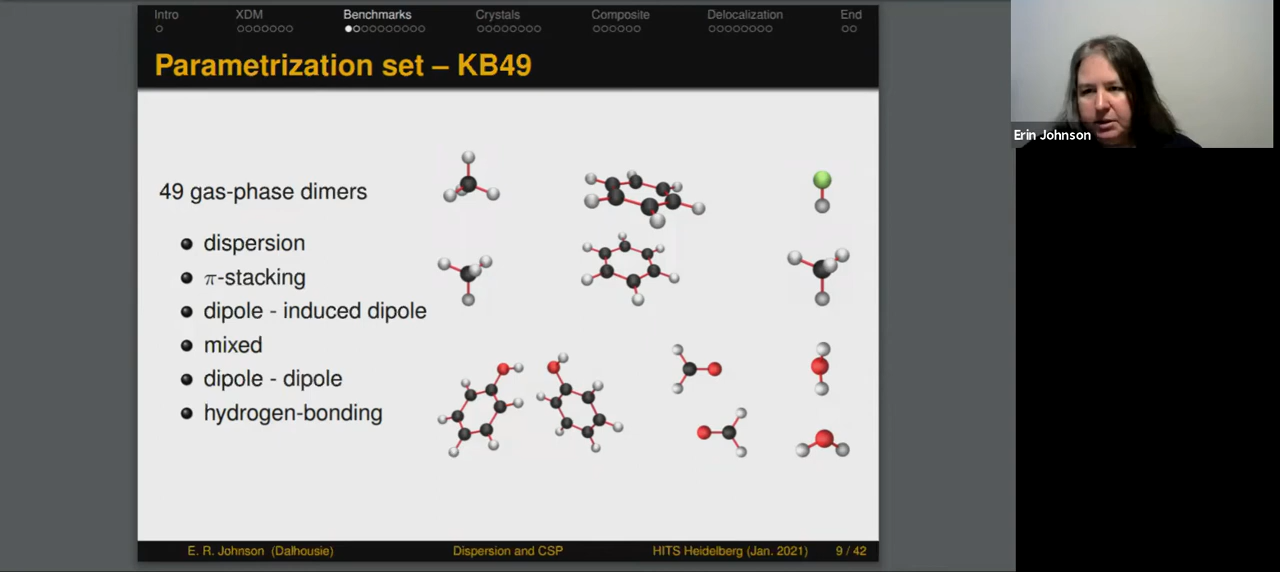 Intro XDM Benchmarks Crystals Composite Delocalization End
Parametrization set – KB49
Erin Johnson
49 gas-phase dimers
dispersion
π-stacking
dipole - induced dipole
mixed
dipole - dipole
hydrogen-bonding
E. R. Johnson (Dalhousie) Dispersion and CSP HITS Heidelberg (Jan. 2021) 9 / 42